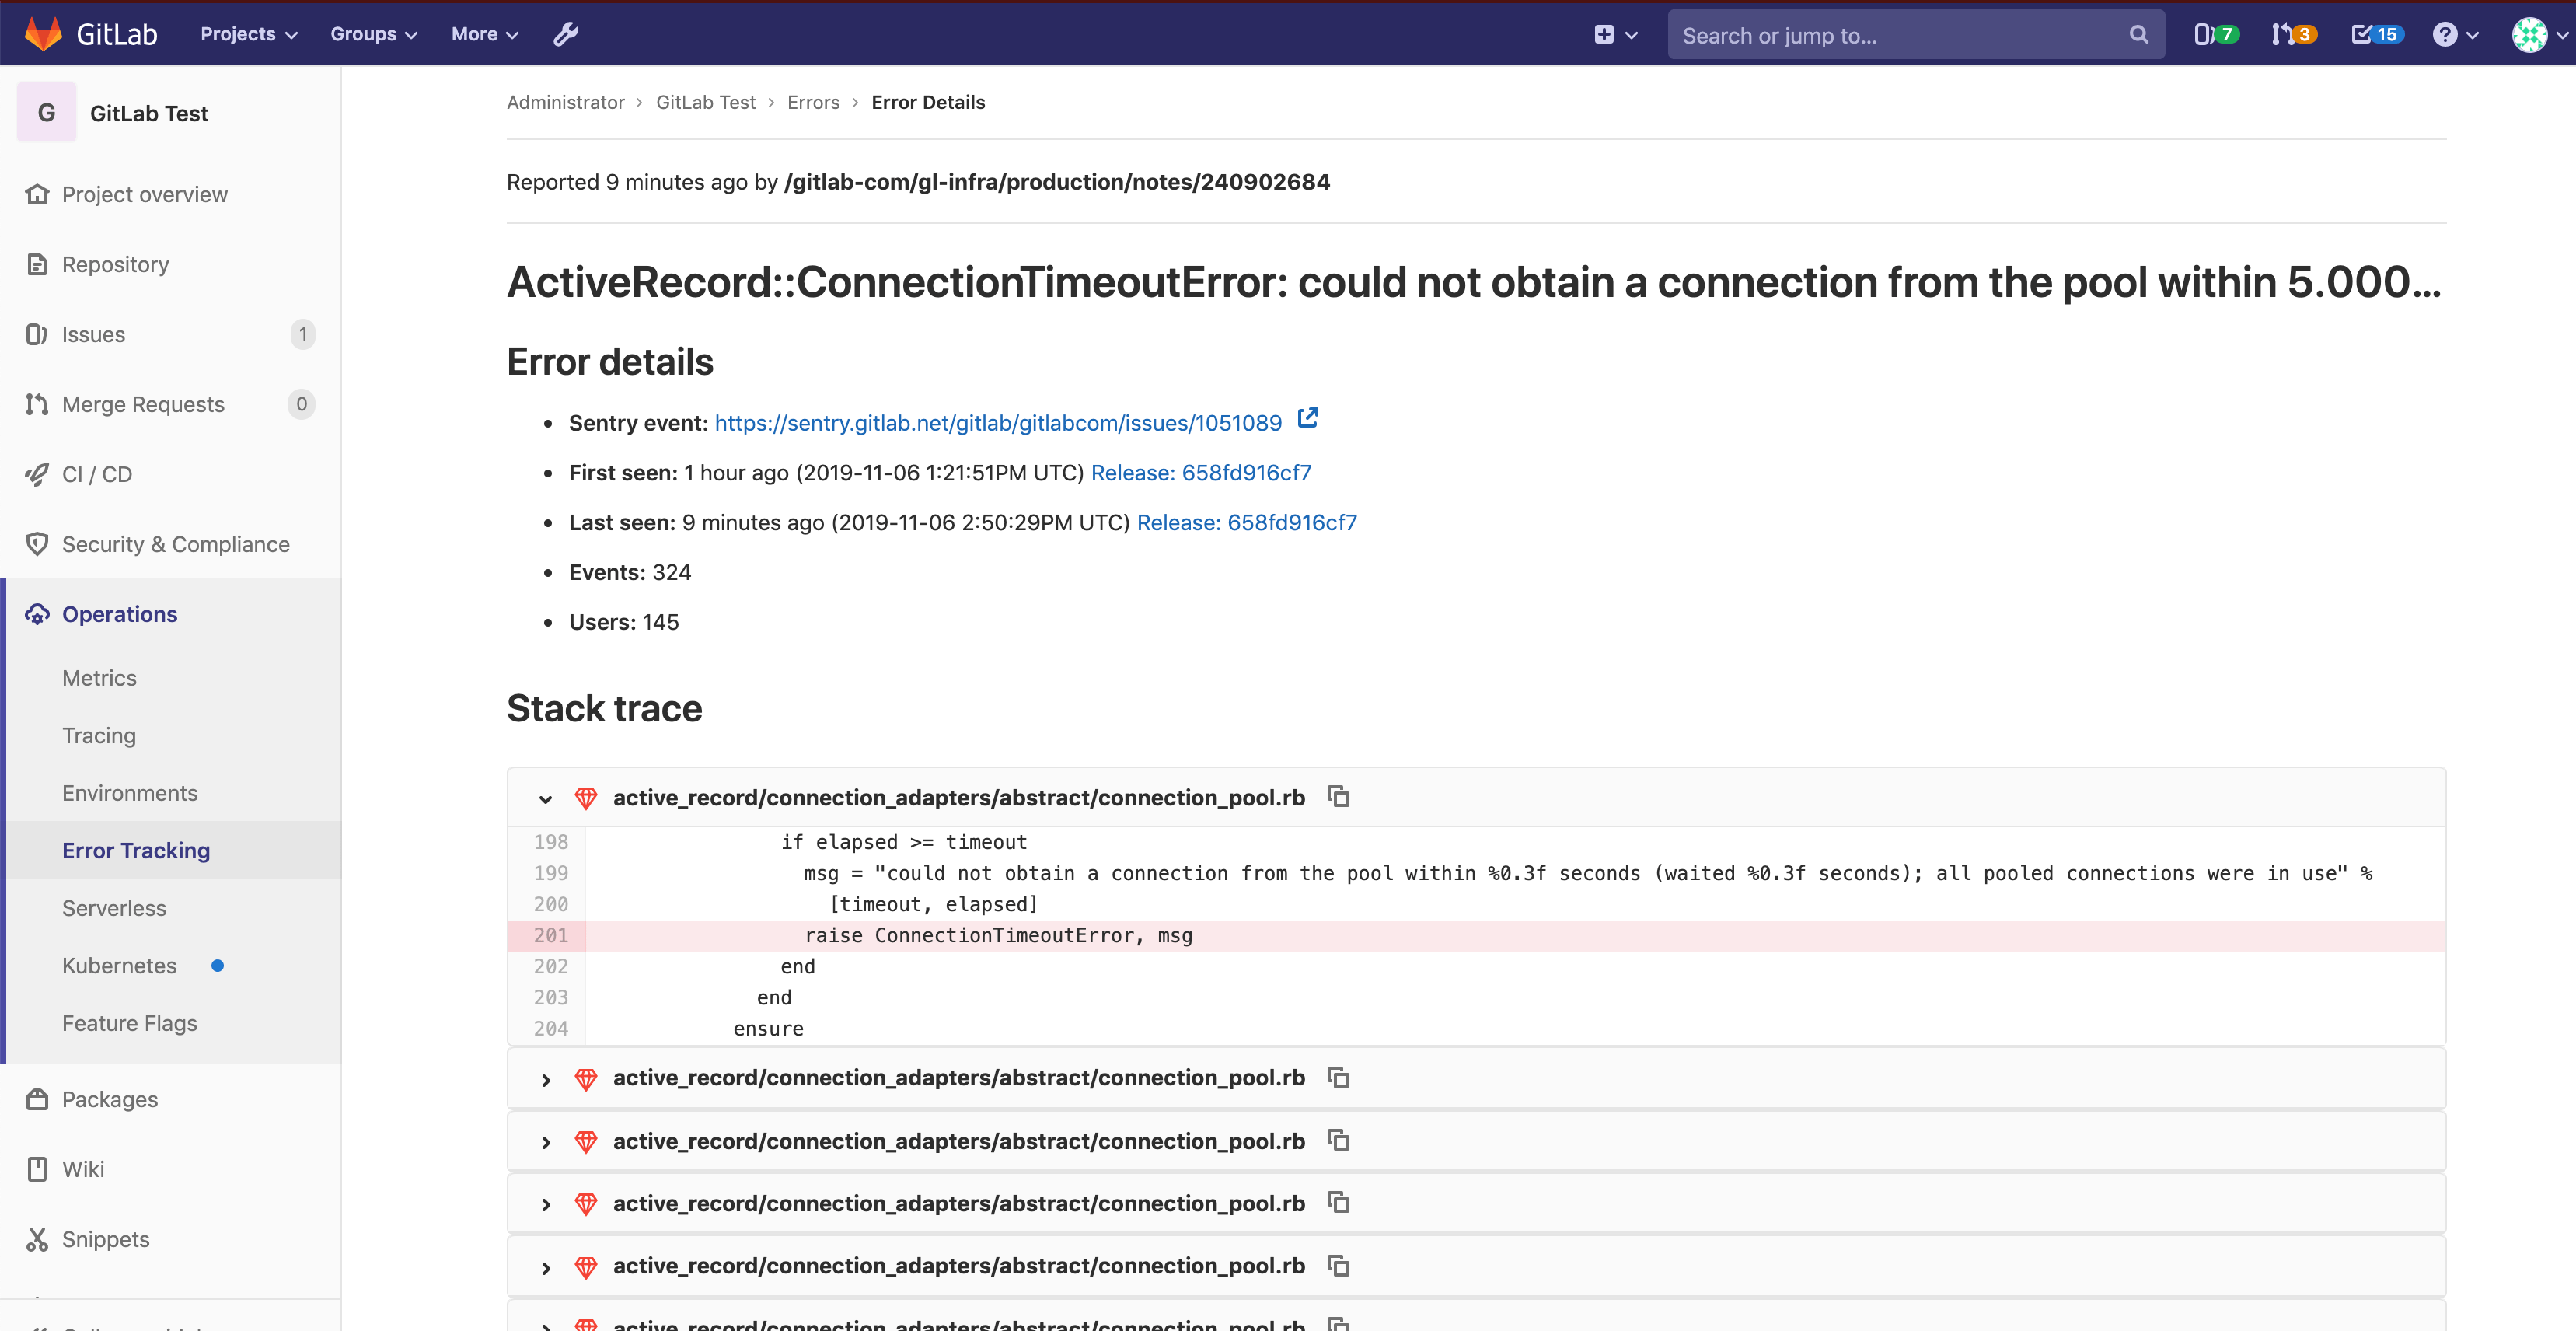 GitLab Projects Groups More Search or jump to... 7 3 15
G GitLab Test
Project overview
Repository
Issues 1
Merge Requests 0
CI / CD
Security & Compliance
Operations
Metrics
Tracing
Environments
Error Tracking
Serverless
Kubernetes
Feature Flags
Packages
Wiki
Snippets
Administrator > GitLab Test > Errors > Error Details
Reported 9 minutes ago by /gitlab-com/gl-infra/production/notes/240902684
ActiveRecord::ConnectionTimeoutError: could not obtain a connection from the pool within 5.000...
Error details
• Sentry event: https://sentry.gitlab.net/gitlab/gitlabcom/issues/1051089
• First seen: 1 hour ago (2019-11-06 1:21:51PM UTC) Release: 658fd916cf7
• Last seen: 9 minutes ago (2019-11-06 2:50:29PM UTC) Release: 658fd916cf7
• Events: 324
• Users: 145
Stack trace
active_record/connection_adapters/abstract/connection_pool.rb
198 if elapsed >= timeout
199 msg = "could not obtain a connection from the pool within %0.3f seconds (waited %0.3f seconds); all pooled connections were in use" %
200 [timeout, elapsed]
201 raise ConnectionTimeoutError, msg
202 end
203 end
204 ensure
active_record/connection_adapters/abstract/connection_pool.rb
active_record/connection_adapters/abstract/connection_pool.rb
active_record/connection_adapters/abstract/connection_pool.rb
active_record/connection_adapters/abstract/connection_pool.rb
active_record/connection_adapters/abstract/connection_pool.rb